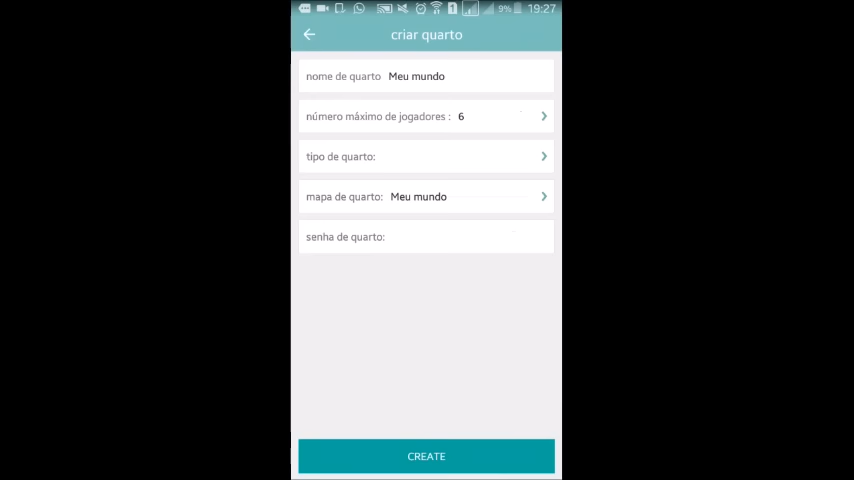 9% 19:27
criar quarto
nome de quarto Meu mundo
número máximo de jogadores : 6
tipo de quarto:
mapa de quarto: Meu mundo
senha de quarto:
CREATE